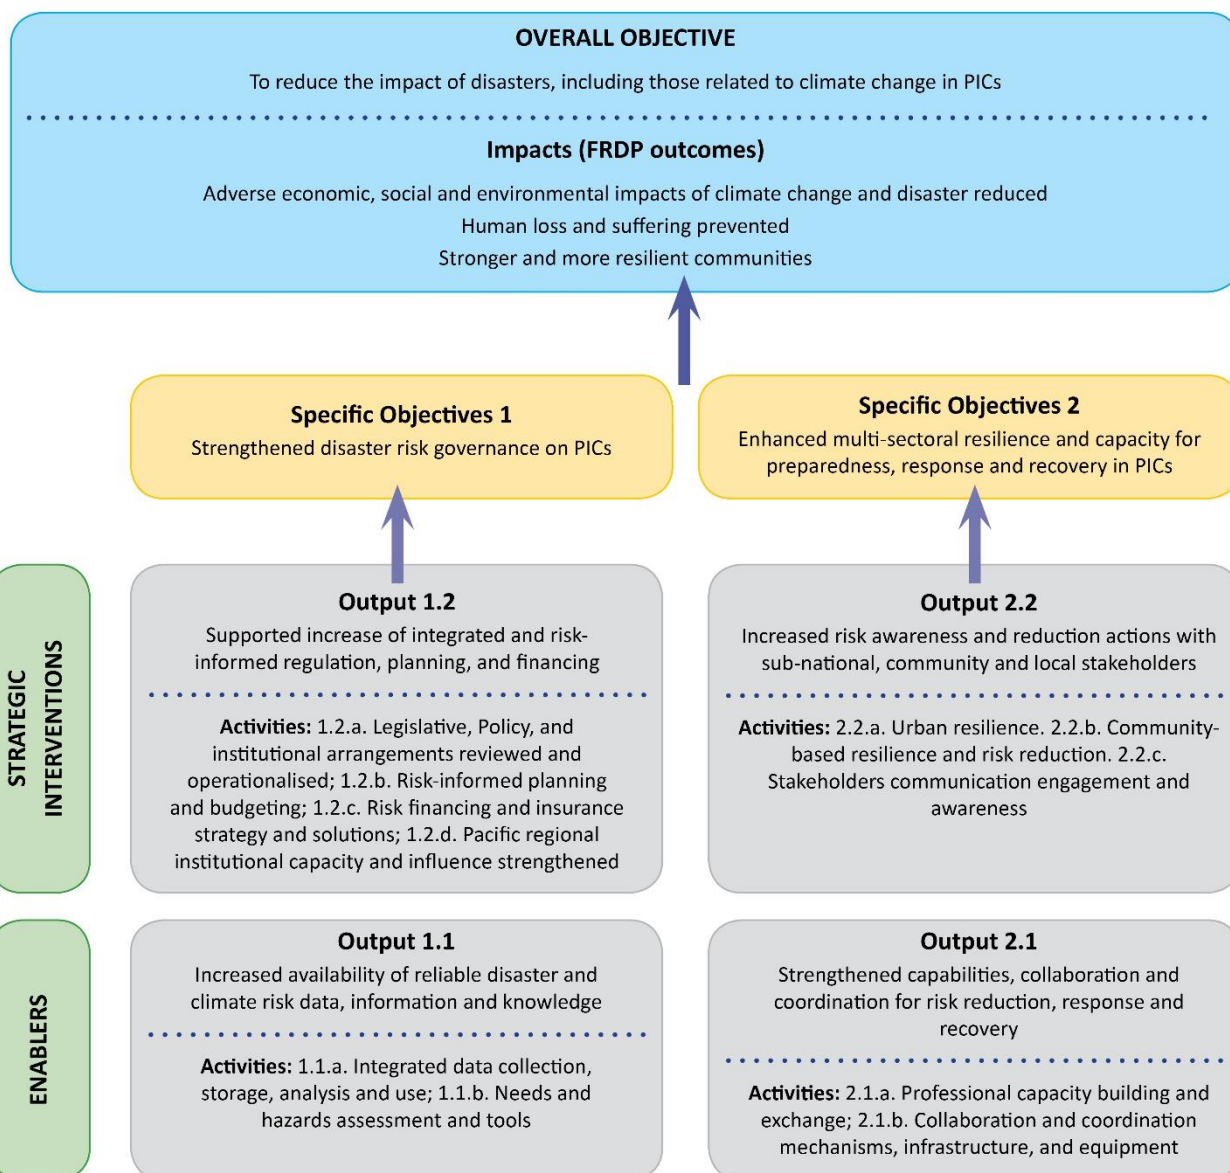 OVERALL OBJECTIVE
To reduce the impact of disasters, including those related to climate change in PICs
Impacts (FRDP outcomes)
Adverse economic, social and environmental impacts of climate change and disaster reduced
Human loss and suffering prevented
Stronger and more resilient communities
Specific Objectives 1
Strengthened disaster risk governance on PICs
Specific Objectives 2
Enhanced multi-sectoral resilience and capacity for
preparedness, response and recovery in PICs
STRATEGIC
INTERVENTIONS
Output 1.2
Supported increase of integrated and risk-
informed regulation, planning, and financing
Activities: 1.2.a. Legislative, Policy, and
institutional arrangements reviewed and
operationalised; 1.2.b. Risk-informed planning
and budgeting; 1.2.c. Risk financing and insurance
strategy and solutions; 1.2.d. Pacific regional
institutional capacity and influence strengthened
Output 2.2
Increased risk awareness and reduction actions with
sub-national, community and local stakeholders
Activities: 2.2.a. Urban resilience. 2.2.b. Community-
based resilience and risk reduction. 2.2.c.
Stakeholders communication engagement and
awareness
ENABLERS
Output 1.1
Increased availability of reliable disaster and
climate risk data, information and knowledge
Activities: 1.1.a. Integrated data collection,
storage, analysis and use; 1.1.b. Needs and
hazards assessment and tools
Output 2.1
Strengthened capabilities, collaboration and
coordination for risk reduction, response and
recovery
Activities: 2.1.a. Professional capacity building and
exchange; 2.1.b. Collaboration and coordination
mechanisms, infrastructure, and equipment